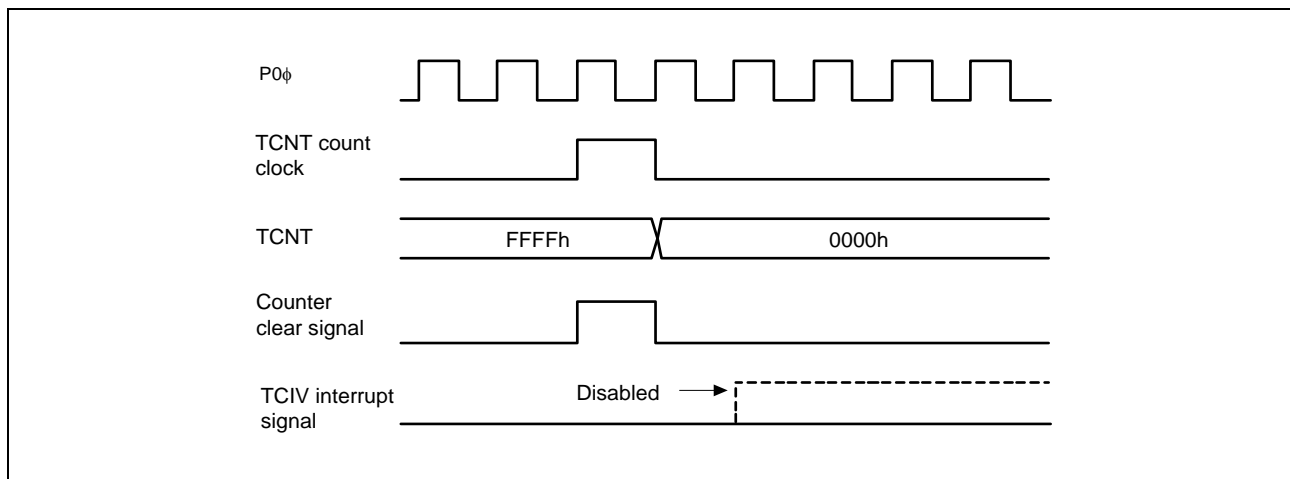 P0ϕ
TCNT count
clock
TCNT
FFFFh
0000h
Counter
clear signal
TCIV interrupt
signal
Disabled